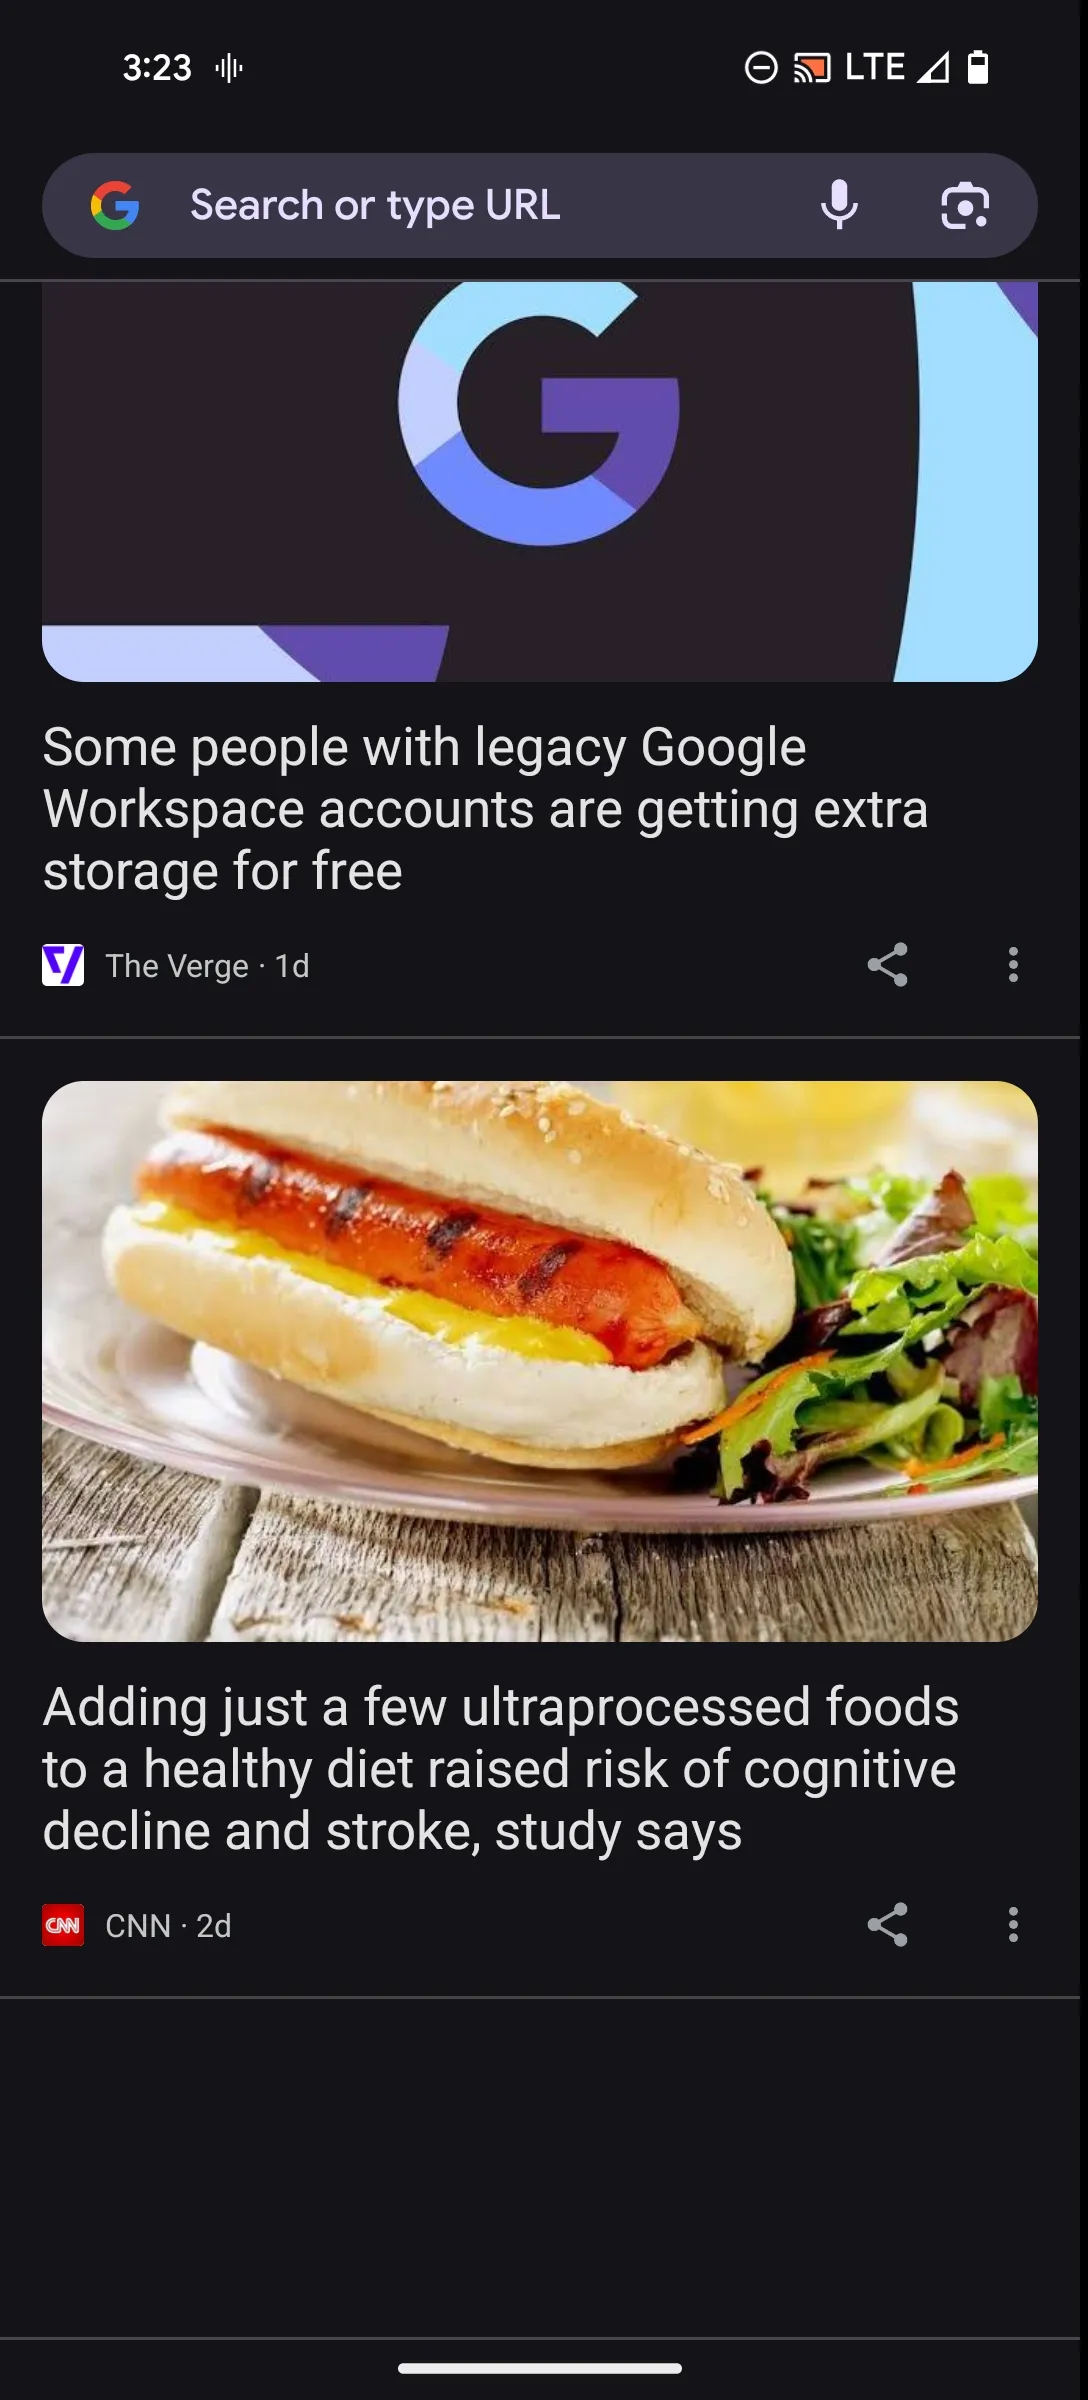 3:23
LTE
Search or type URL
Some people with legacy Google
Workspace accounts are getting extra
storage for free
The Verge · 1d
Adding just a few ultraprocessed foods
to a healthy diet raised risk of cognitive
decline and stroke, study says
CNN
CNN · 2d